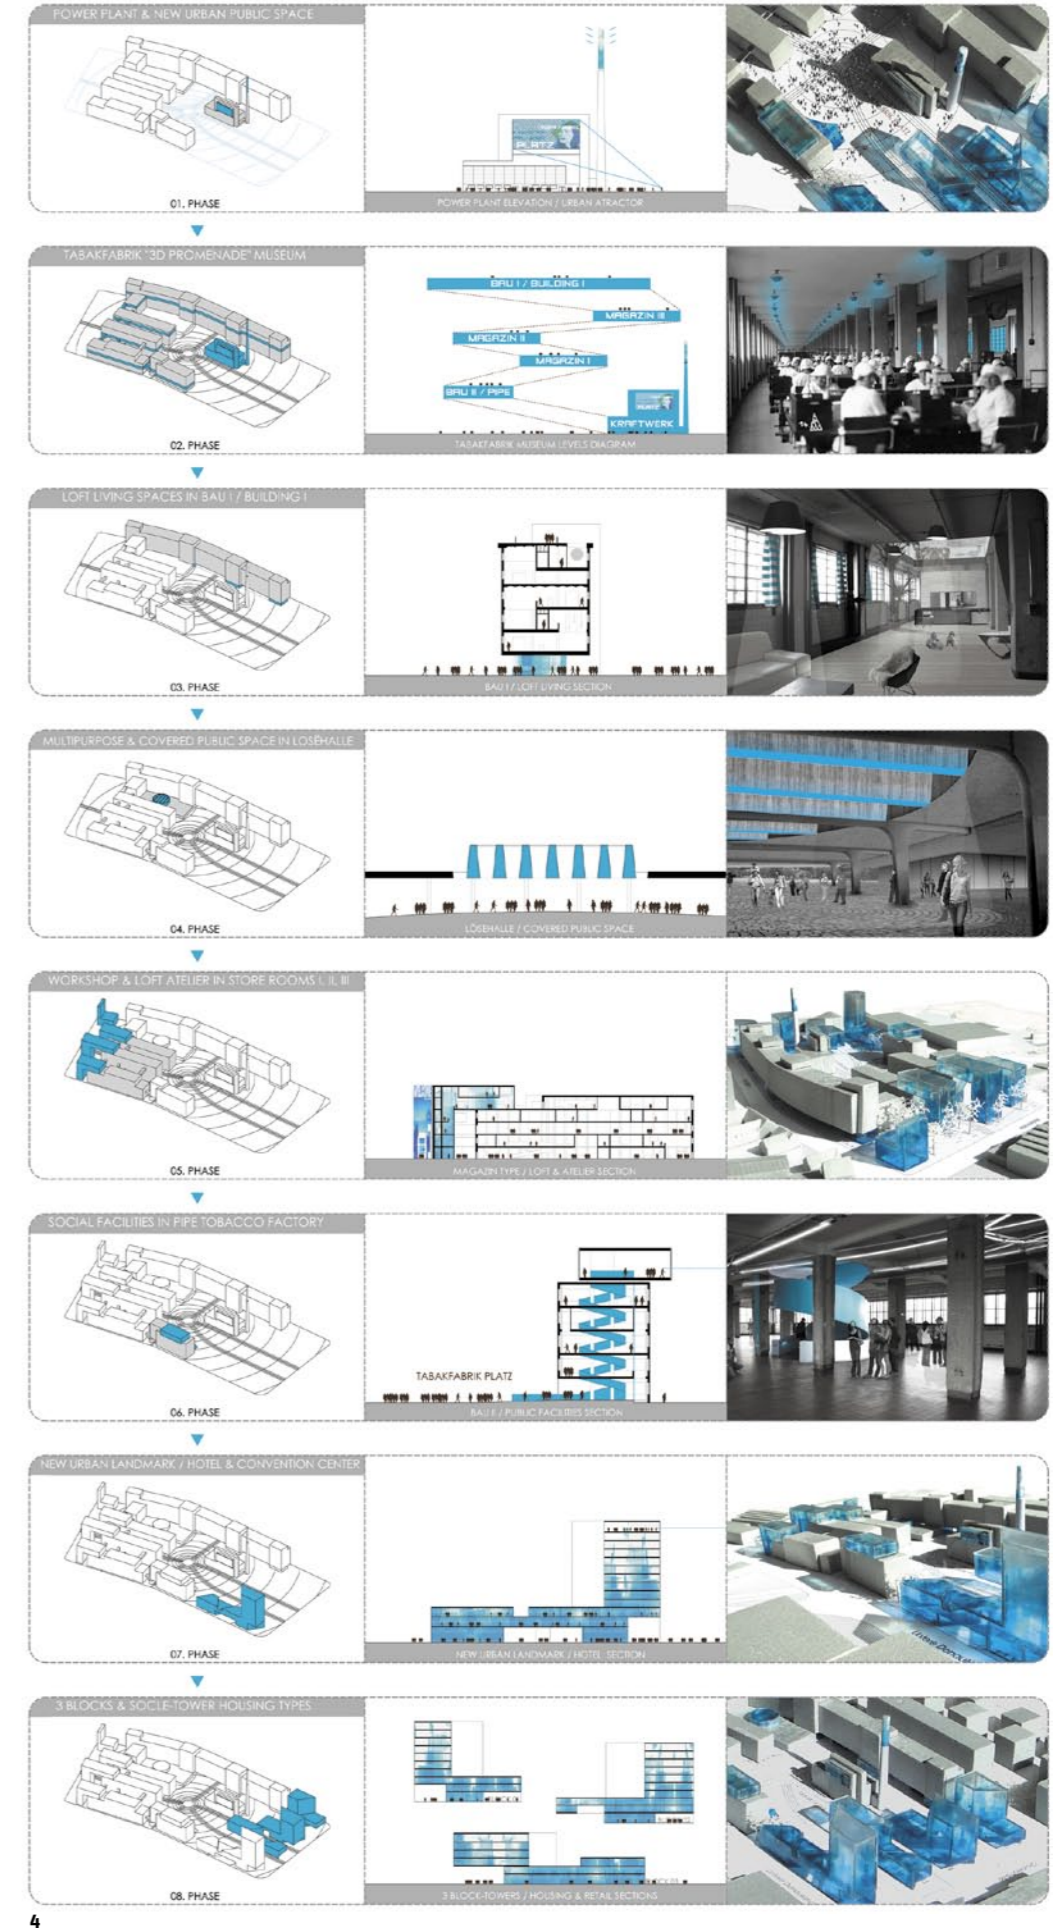 POWER PLANT & NEW URBAN PUBLIC SPACE
PLATZ
01. PHASE
POWER PLANT ELEVATION / URBAN ATRACTOR
TABAKFABRIK "3D PROMENADE" MUSEUM
BAU I / BUILDING I
MAGAZIN III
MAGAZIN II
MAGAZIN I
BAU II / PIPE
KRAFTWERK
02. PHASE
TABAKFABRIK MUSEUM LEVELS DIAGRAM
LOFT LIVING SPACES IN BAU I / BUILDING I
03. PHASE
BAU I / LOFT LIVING SECTION
MULTIPURPOSE & COVERED PUBLIC SPACE IN LOSEHALLE
04. PHASE
LÖSEHALLE / COVERED PUBLIC SPACE
WORKSHOP & LOFT ATELIER IN STORE ROOMS I, II, III
05. PHASE
MAGAZIN TYPE / LOFT & ATELIER SECTION
SOCIAL FACILITIES IN PIPE TOBACCO FACTORY
TABAKFABRIK PLATZ
06. PHASE
BAU II / PUBLIC FACILITIES SECTION
NEW URBAN LANDMARK / HOTEL & CONVENTION CENTER
07. PHASE
NEW URBAN LANDMARK / HOTEL SECTION
3 BLOCKS & SOCLE-TOWER HOUSING TYPES
08. PHASE
3 BLOCK-TOWERS / HOUSING & RETAIL SECTIONS
4